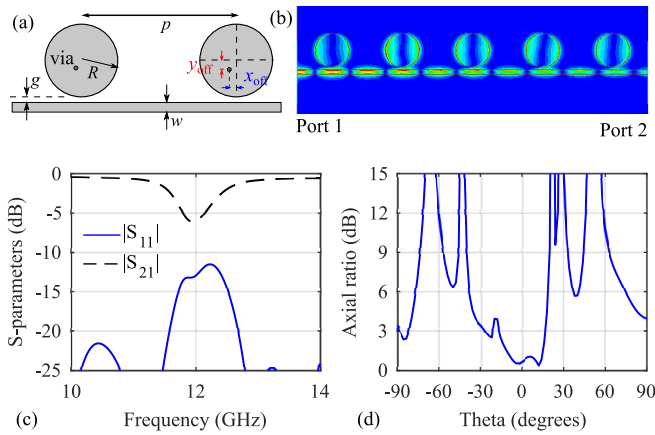 (a)
p
via
R
y_off
x_off
g
w
(b)
Port 1
Port 2
S-parameters (dB)
0
-5
-10
-15
-20
-25
|S_11|
|S_21|
10
12
14
(c)
Frequency (GHz)
Axial ratio (dB)
15
12
9
6
3
0
-90
-60
-30
0
30
60
90
(d)
Theta (degrees)